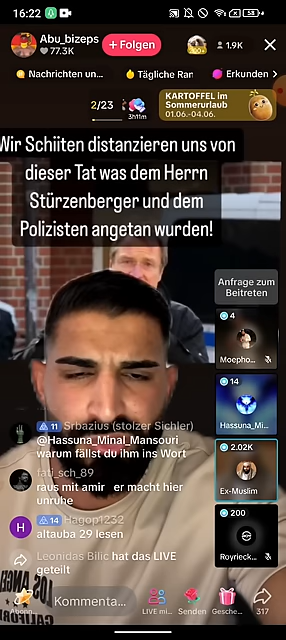 16:22
Abu_bizeps
77.3K
+ Folgen
1.9K
Nachrichten un...
Tägliche Ran
Erkunden
2/23
3h11m
KARTOFFEL im
Sommerurlaub
01.06.-04.06.
Wir Schiiten distanzieren uns von
dieser Tat was dem Herrn
Stürzenberger und dem
Polizisten angetan wurden!
Anfrage zum
Beitreten
4
Moepho...
14
Hassuna_Mi...
2.02K
Ex-Muslim
200
Royrieck...
11 Srbazius (stolzer Sichler)
@Hassuna_Minal_Mansouri
warum fällst du ihm ins Wort
fati_sch_89
raus mit amir er macht hier
unruhe
H
14 Hagop1232
altauba 29 lesen
Leonidas Bilic hat das LIVE
geteilt
LOS ANG
Abonn...
Kommenta...
LIVE mi...
Senden
Gesche...
317